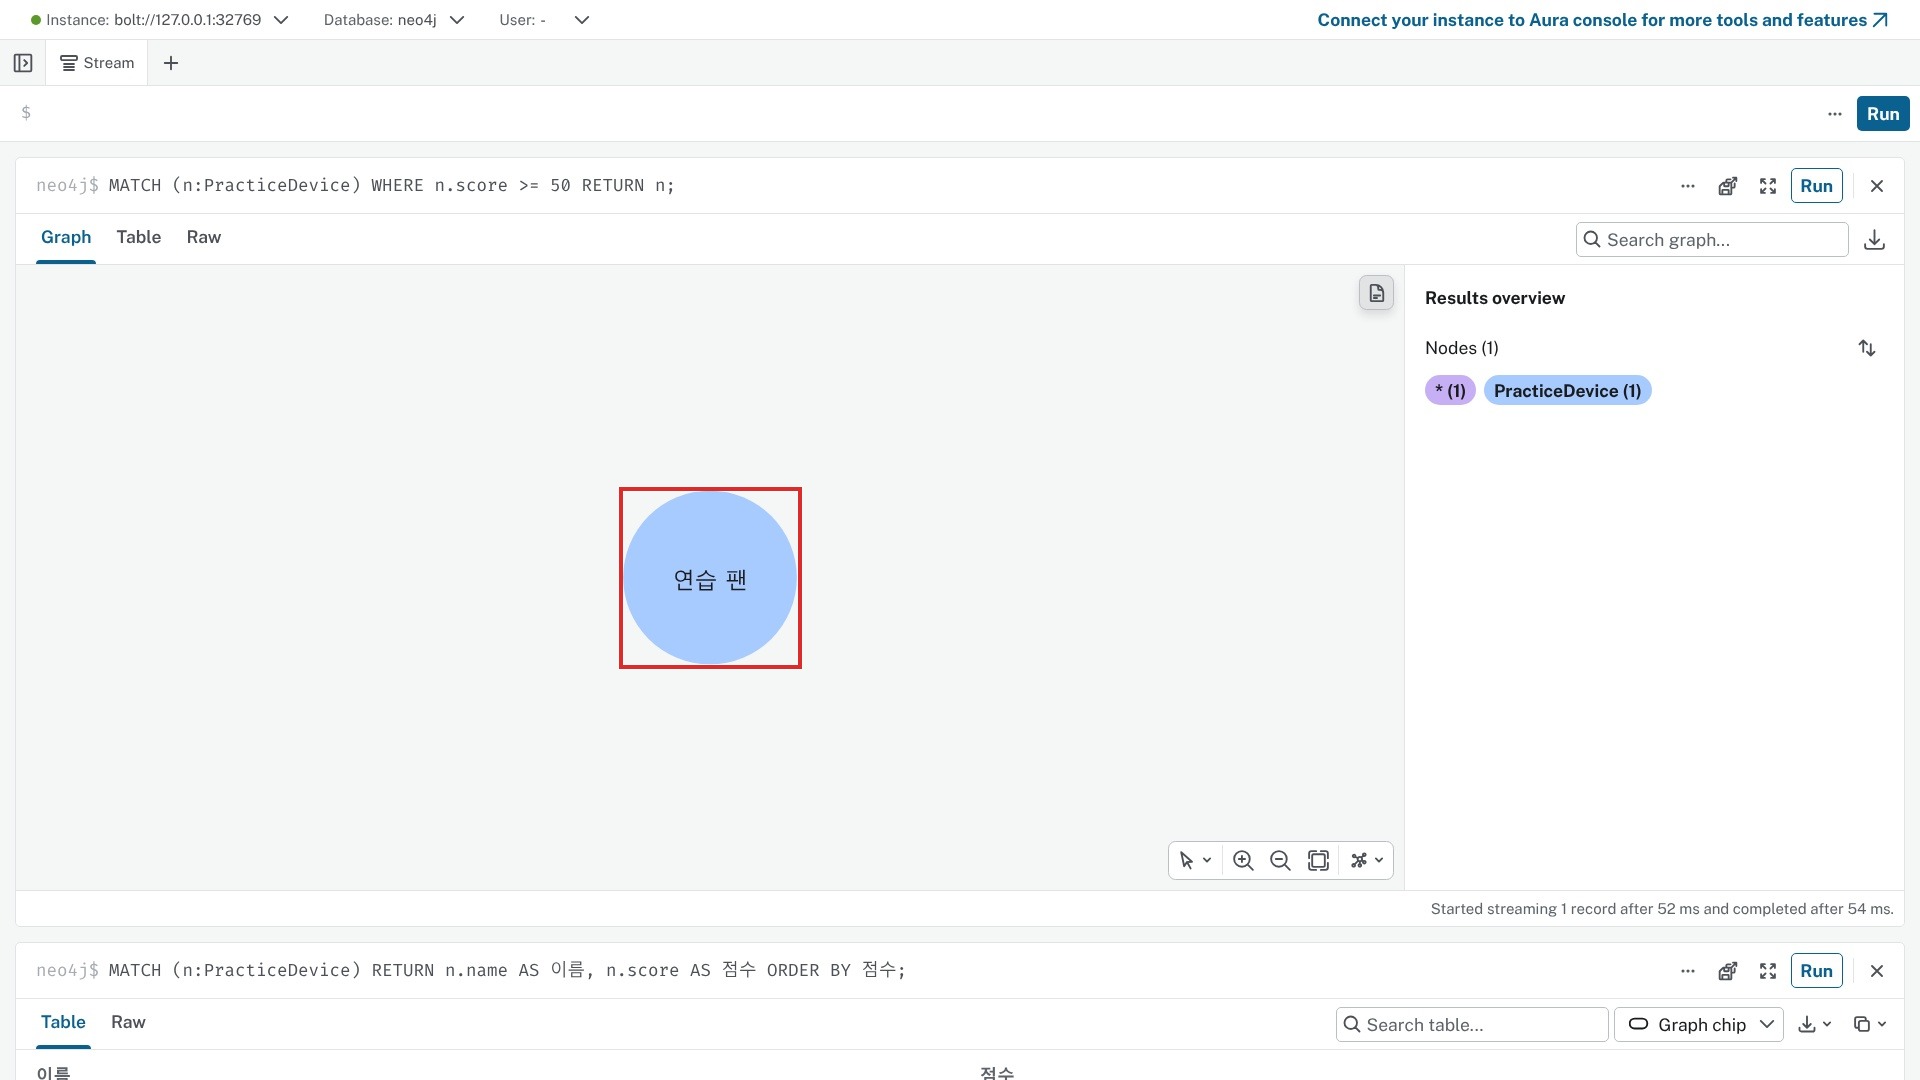 Instance: bolt://127.0.0.1:32769 Database: neo4j User: - Connect your instance to Aura console for more tools and features
Stream
$ Run
neo4j$ MATCH (n:PracticeDevice) WHERE n.score >= 50 RETURN n; Run
Graph Table Raw Search graph...
Results overview
Nodes (1)
* (1) PracticeDevice (1)
연습 팬
Started streaming 1 record after 52 ms and completed after 54 ms.
neo4j$ MATCH (n:PracticeDevice) RETURN n.name AS 이름, n.score AS 점수 ORDER BY 점수; Run
Table Raw Search table... Graph chip
이름 점수